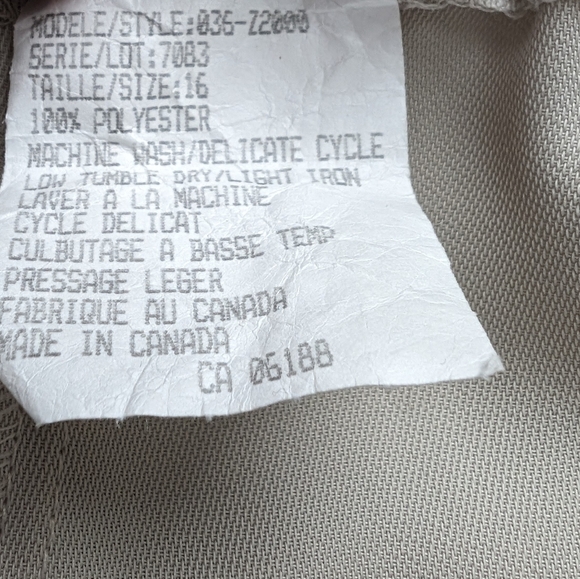 MODELE/STYLE:036-Z2000
SERIE/LOT:7083
TAILLE/SIZE:16
100% POLYESTER
MACHINE WASH/DELICATE CYCLE
LOW TUMBLE DRY/LIGHT IRON
LAVER A LA MACHINE
CYCLE DELICAT
CULBUTAGE A BASSE TEMP
PRESSAGE LEGER
FABRIQUE AU CANADA
MADE IN CANADA
CA 06188